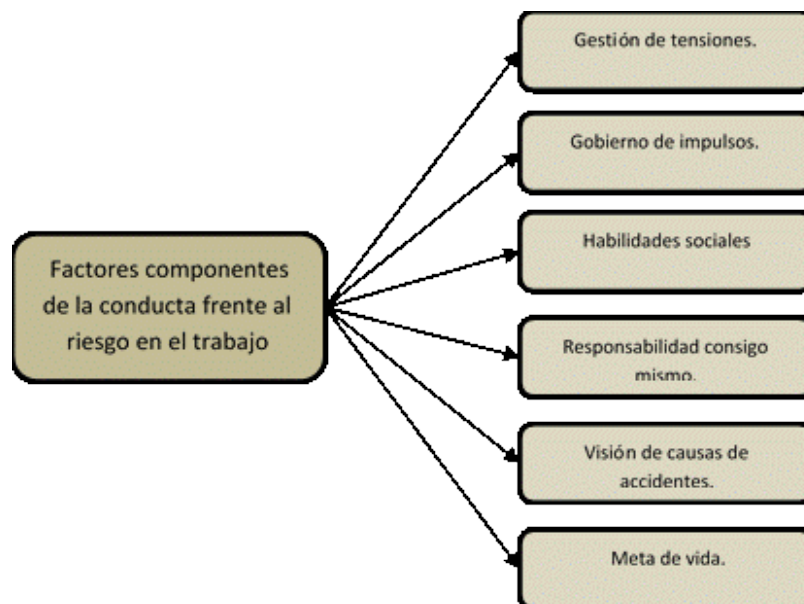 Factores componentes
de la conducta frente al
riesgo en el trabajo
Gestión de tensiones.
Gobierno de impulsos.
Habilidades sociales
Responsabilidad consigo
mismo.
Visión de causas de
accidentes.
Meta de vida.